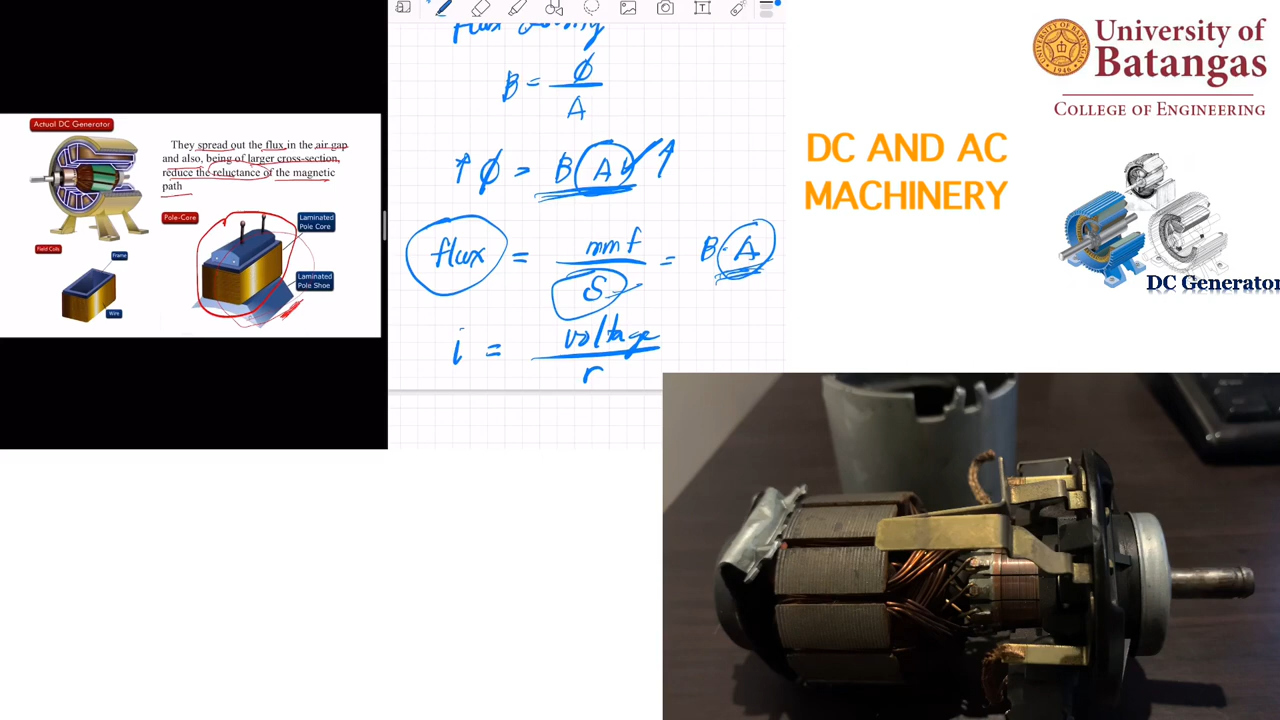 Actual DC Generator
They spread out the flux in the air gap
and also, being of larger cross-section,
reduce the reluctance of the magnetic
path
Pole-Core
Laminated
Pole Core
Field Coils
Frame
Laminated
Pole Shoe
Wire
flux density
B = ϕ / A
↑ ϕ = B A ↑
flux = mmf / S = B·A
i = voltage / r
University of
Batangas
COLLEGE OF ENGINEERING
DC AND AC
MACHINERY
DC Generator